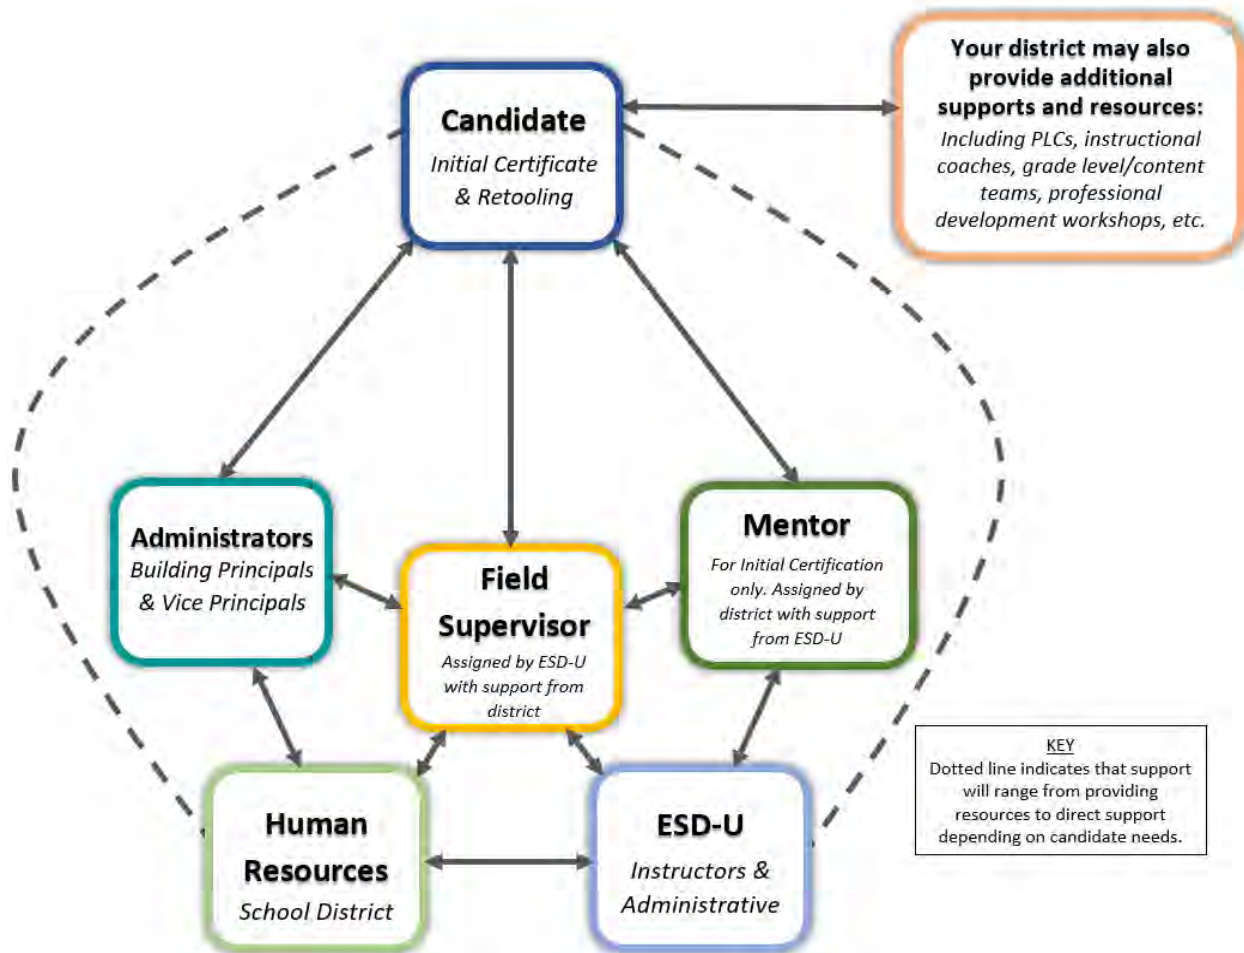 Candidate
Initial Certificate
& Retooling
Your district may also
provide additional
supports and resources:
Including PLCs, instructional
coaches, grade level/content
teams, professional
development workshops, etc.
Administrators
Building Principals
& Vice Principals
Field
Supervisor
Assigned by ESD-U
with support from
district
Mentor
For Initial Certification
only. Assigned by
district with support
from ESD-U
Human
Resources
School District
ESD-U
Instructors &
Administrative
KEY
Dotted line indicates that support
will range from providing
resources to direct support
depending on candidate needs.